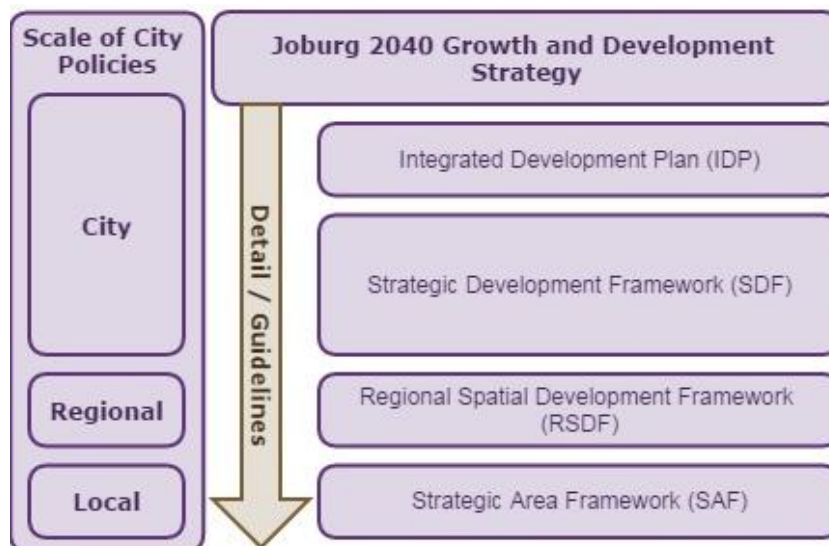 Scale of City
Policies
Joburg 2040 Growth and Development
Strategy
City
Regional
Local
Detail / Guidelines
Integrated Development Plan (IDP)
Strategic Development Framework (SDF)
Regional Spatial Development Framework
(RSDF)
Strategic Area Framework (SAF)